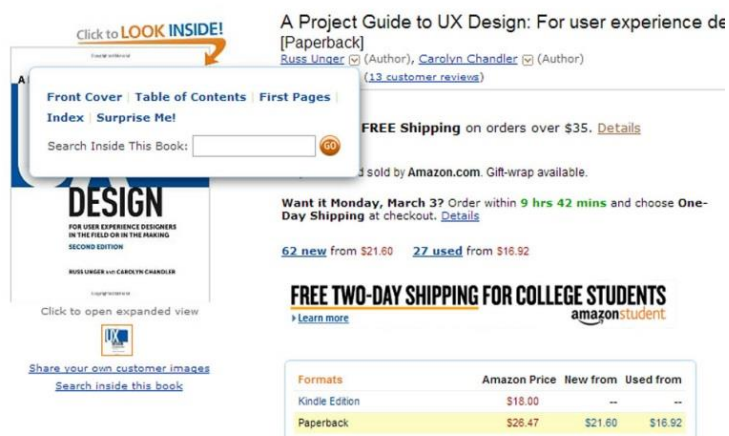 Click to LOOK INSIDE!
A Project Guide to UX Design: For user experience de
[Paperback]
Russ Unger (Author), Carolyn Chandler (Author)
(13 customer reviews)
A
Front Cover | Table of Contents | First Pages |
Index | Surprise Me!
Search Inside This Book: GO
FREE Shipping on orders over $35. Details
sold by Amazon.com. Gift-wrap available.
Want it Monday, March 3? Order within 9 hrs 42 mins and choose One-
Day Shipping at checkout. Details
62 new from $21.60 27 used from $16.92
DESIGN
FOR USER EXPERIENCE DESIGNERS
IN THE FIELD OR IN THE MAKING
SECOND EDITION
RUSS UNGER AND CAROLYN CHANDLER
Click to open expanded view
UX
Share your own customer images
Search inside this book
FREE TWO-DAY SHIPPING FOR COLLEGE STUDENTS
Learn more amazonstudent
Formats Amazon Price New from Used from
Kindle Edition $18.00 -- --
Paperback $26.47 $21.60 $16.92